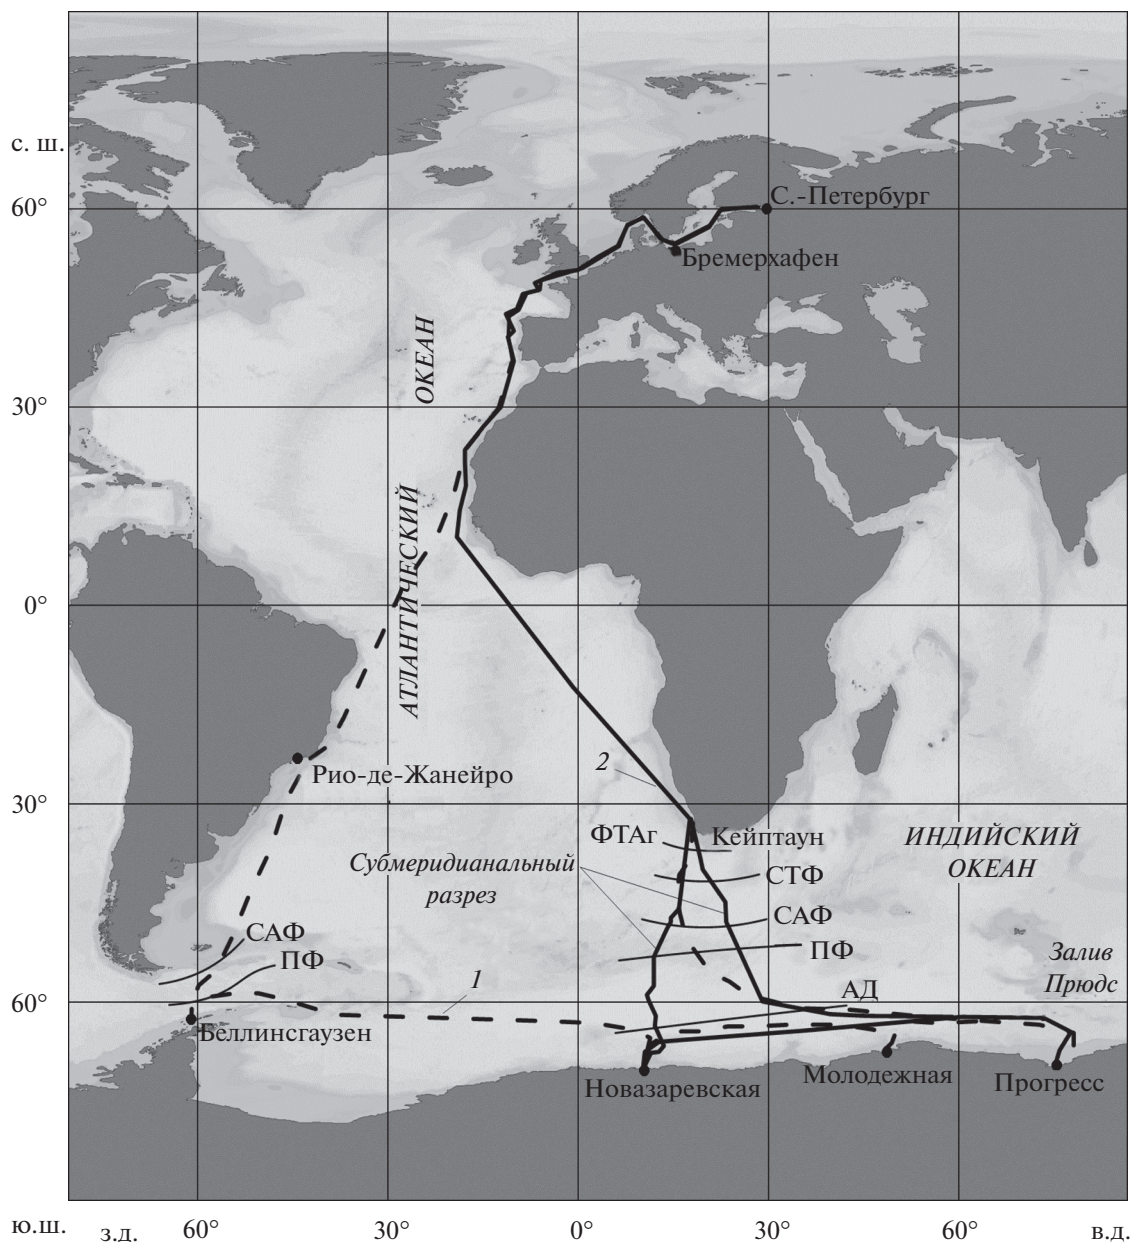 с. ш.
60°
С.-Петербург
Бремерхафен
ОКЕАН
30°
АТЛАНТИЧЕСКИЙ
0°
2
Рио-де-Жанейро
30°
ФТАг
Кейптаун
ИНДИЙСКИЙ
ОКЕАН
Субмеридианальный
разрез
СТФ
САФ
САФ
ПФ
ПФ
Залив
Прюдс
1
АД
60°
Беллинсгаузен
Новазаревская
Молодежная
Прогресс
ю.ш.
з.д.
60°
30°
0°
30°
60°
в.д.